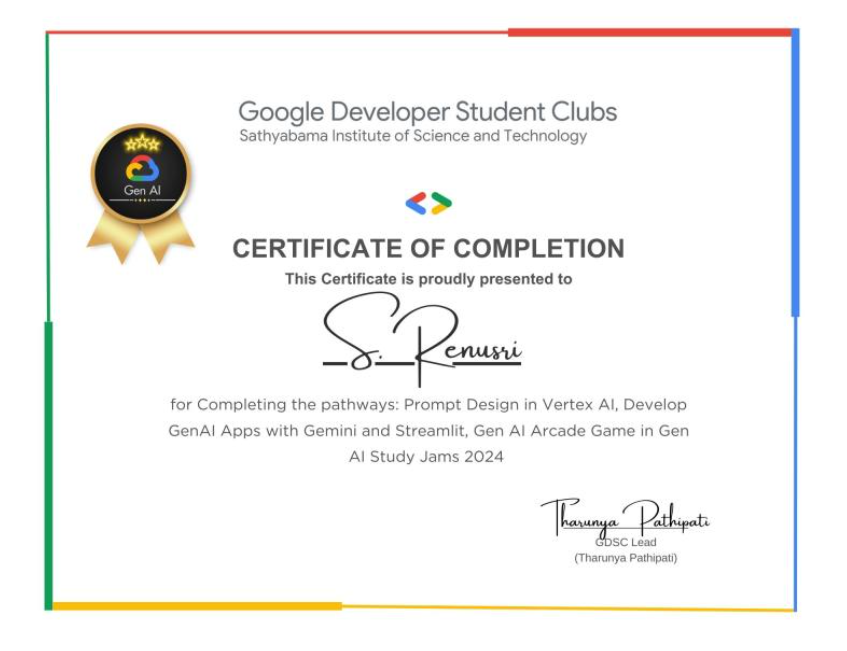 Google Developer Student Clubs
Sathyabama Institute of Science and Technology
Gen AI
CERTIFICATE OF COMPLETION
This Certificate is proudly presented to
S. Renusri
for Completing the pathways: Prompt Design in Vertex AI, Develop
GenAI Apps with Gemini and Streamlit, Gen AI Arcade Game in Gen
AI Study Jams 2024
Tharunya Pathipati
GDSC Lead
(Tharunya Pathipati)